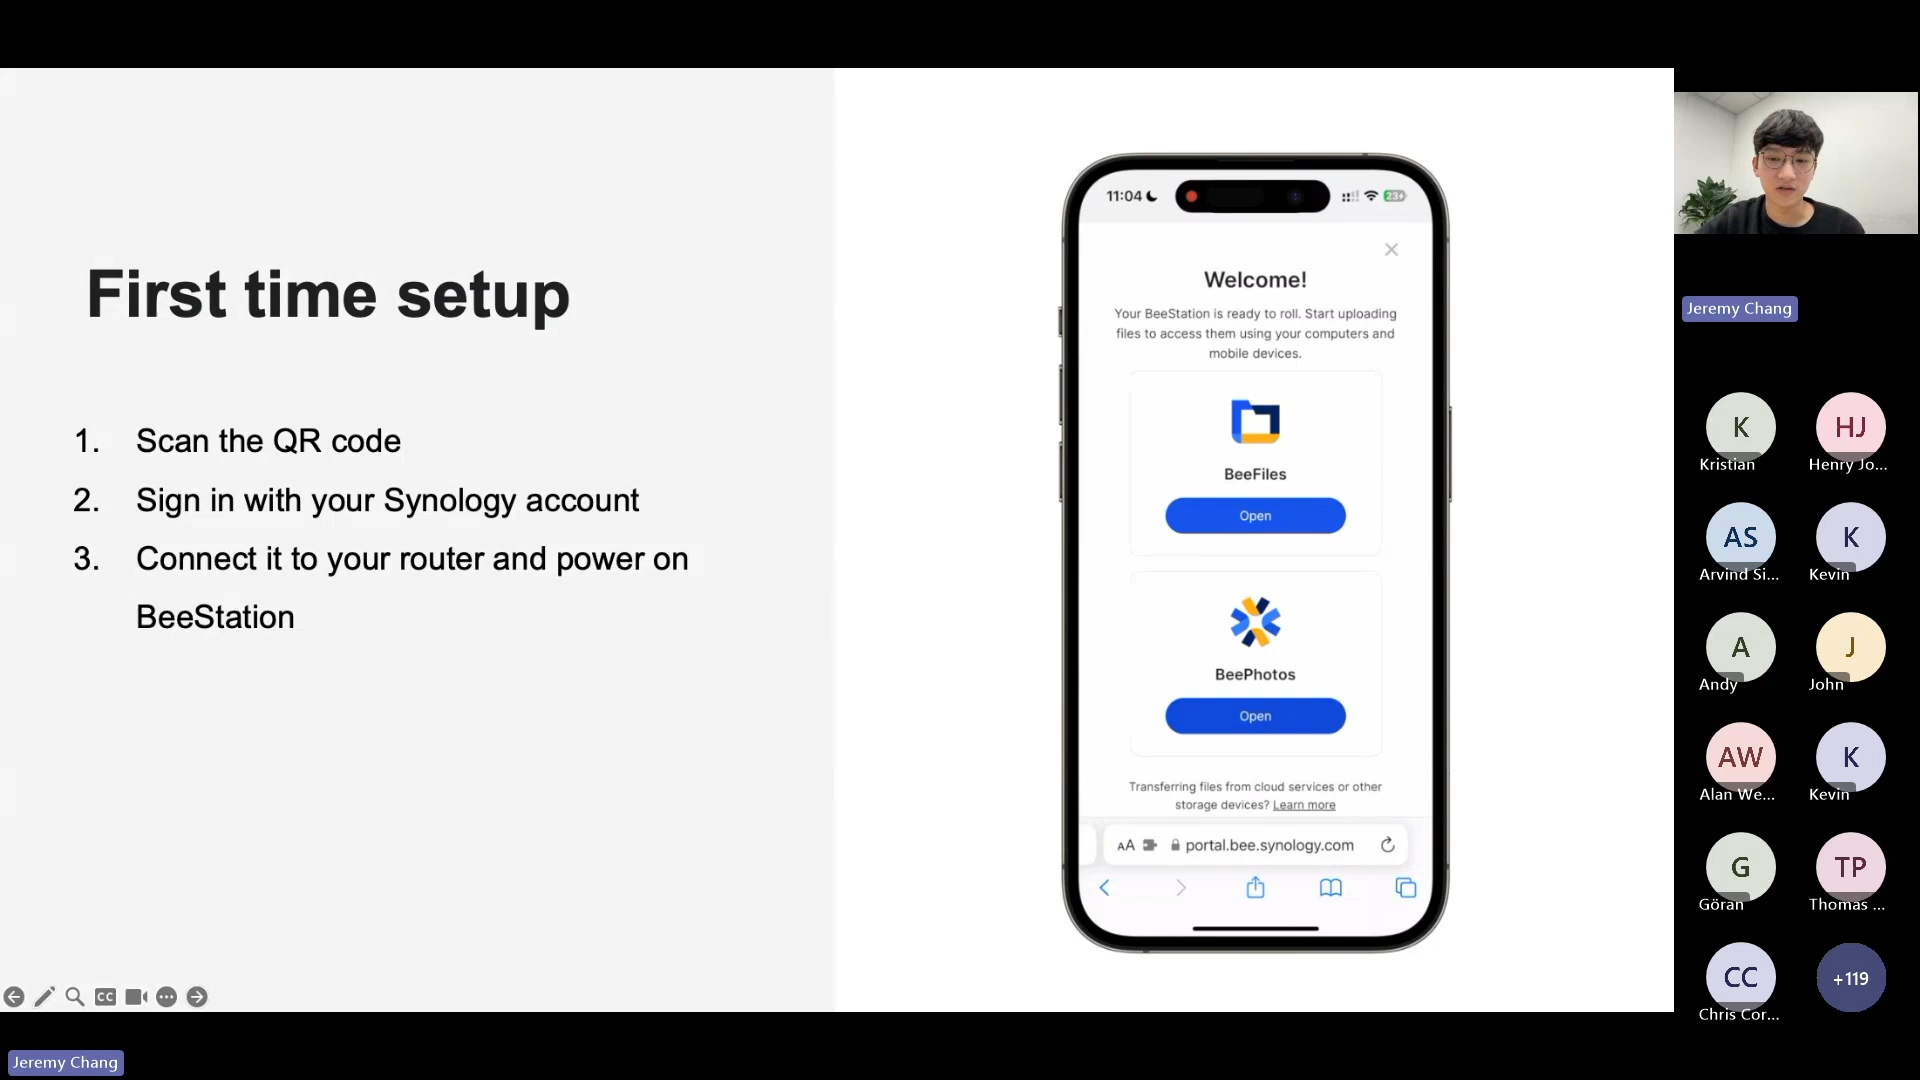 First time setup
1. Scan the QR code
2. Sign in with your Synology account
3. Connect it to your router and power on
BeeStation
11:04
23
Welcome!
Your BeeStation is ready to roll. Start uploading
files to access them using your computers and
mobile devices.
BeeFiles
Open
BeePhotos
Open
Transferring files from cloud services or other
storage devices? Learn more
AA portal.bee.synology.com
Jeremy Chang
K
Kristian
HJ
Henry Jo...
AS
Arvind Si...
K
Kevin
A
Andy
J
John
AW
Alan We...
K
Kevin
G
Göran
TP
Thomas ...
CC
Chris Cor...
+119
CC
Jeremy Chang